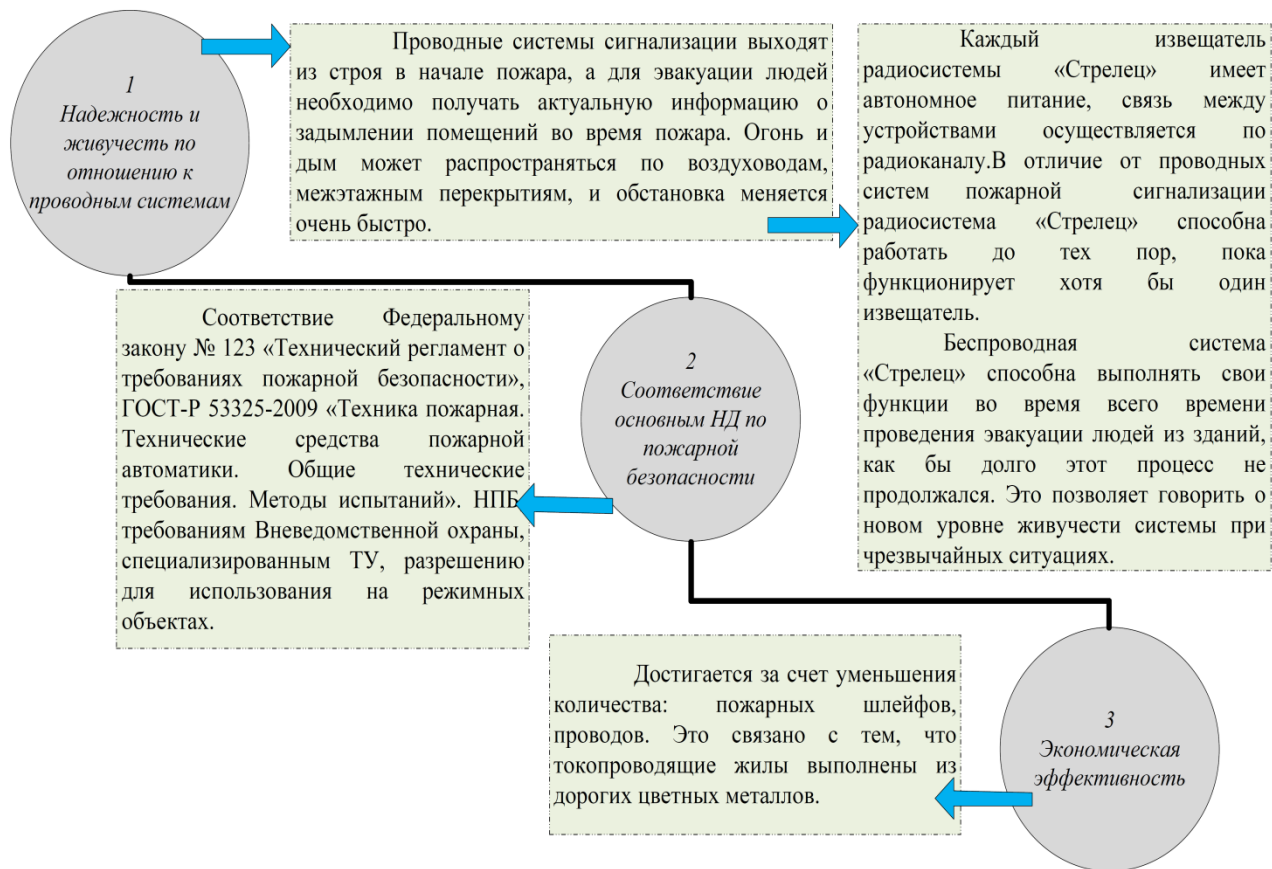 1
Надежность и
живучесть по
отношению к
проводным системам
Проводные системы сигнализации выходят
из строя в начале пожара, а для эвакуации людей
необходимо получать актуальную информацию о
задымлении помещений во время пожара. Огонь и
дым может распространяться по воздуховодам,
межэтажным перекрытиям, и обстановка меняется
очень быстро.
Каждый извещатель
радиосистемы «Стрелец» имеет
автономное питание, связь между
устройствами осуществляется по
радиоканалу.В отличие от проводных
систем пожарной сигнализации
радиосистема «Стрелец» способна
работать до тех пор, пока
функционирует хотя бы один
извещатель.
Беспроводная система
«Стрелец» способна выполнять свои
функции во время всего времени
проведения эвакуации людей из зданий,
как бы долго этот процесс не
продолжался. Это позволяет говорить о
новом уровне живучести системы при
чрезвычайных ситуациях.
2
Соответствие
основным НД по
пожарной
безопасности
Соответствие Федеральному
закону № 123 «Технический регламент о
требованиях пожарной безопасности»,
ГОСТ-Р 53325-2009 «Техника пожарная.
Технические средства пожарной
автоматики. Общие технические
требования. Методы испытаний». НПБ,
требованиям Вневедомственной охраны,
специализированным ТУ, разрешению
для использования на режимных
объектах.
3
Экономическая
эффективность
Достигается за счет уменьшения
количества: пожарных шлейфов,
проводов. Это связано с тем, что
токопроводящие жилы выполнены из
дорогих цветных металлов.